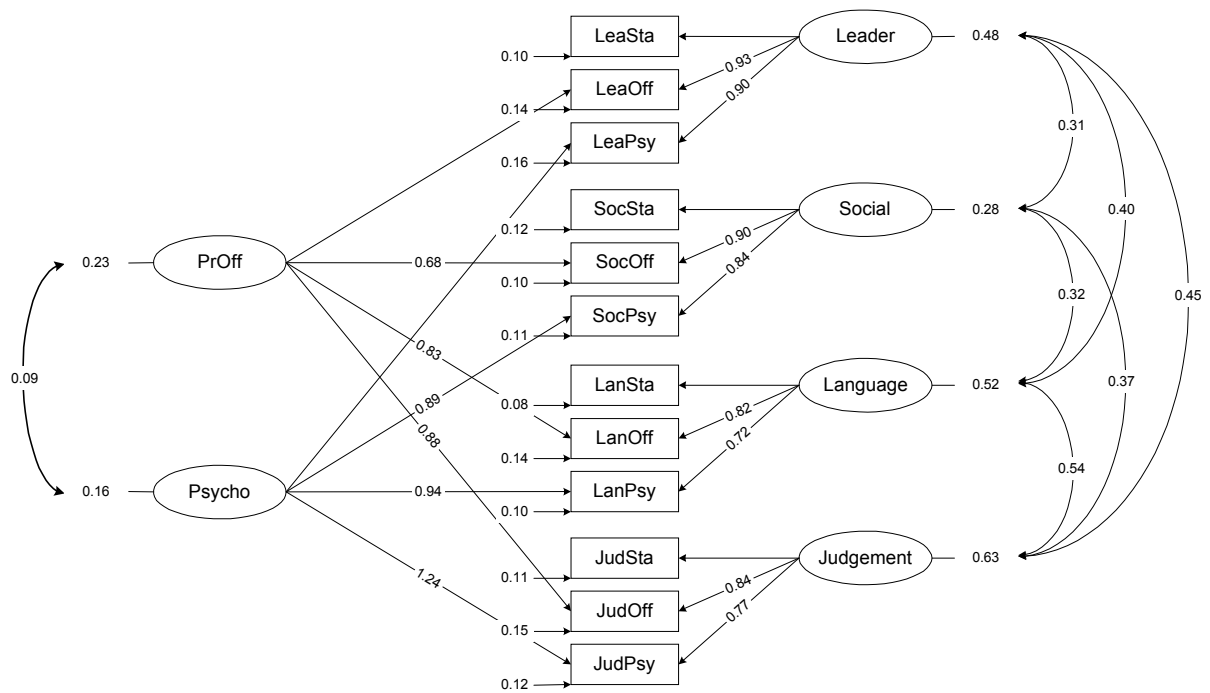 LeaSta
Leader
0.48
0.10
0.93
LeaOff
0.14
0.90
LeaPsy
0.16
0.31
SocSta
Social
0.28
0.40
0.12
0.90
PrOff
0.23
0.68
SocOff
0.10
0.84
SocPsy
0.11
0.32
0.45
0.83
0.09
LanSta
Language
0.52
0.37
0.89
0.08
0.82
0.88
LanOff
0.14
0.72
0.54
Psycho
0.16
0.94
LanPsy
0.10
JudSta
Judgement
0.63
1.24
0.11
0.84
JudOff
0.15
0.77
JudPsy
0.12